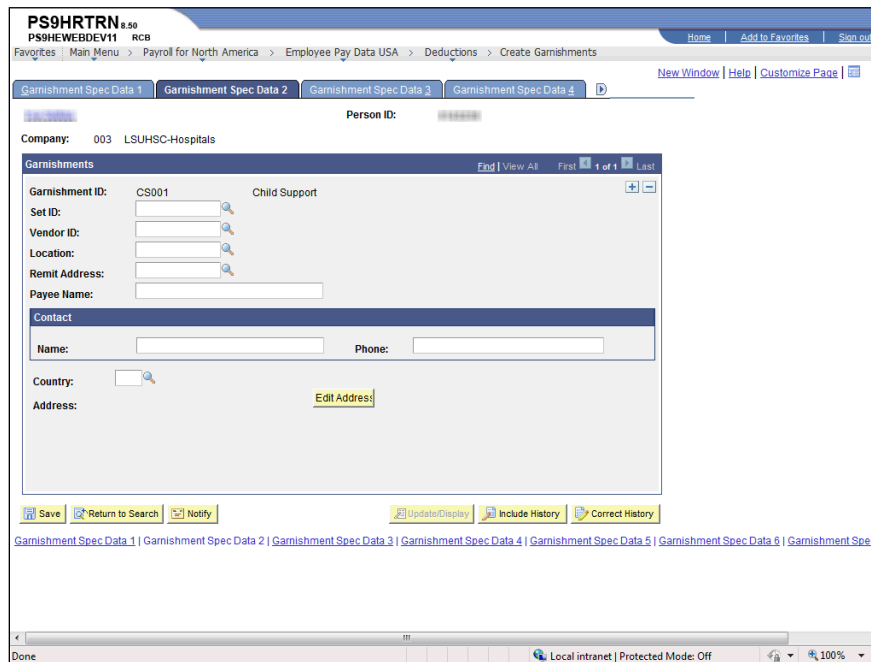 PS9HRTRN 8.50
PS9HEWEBDEV11 RCB
Home | Add to Favorites | Sign out
Favorites | Main Menu > Payroll for North America > Employee Pay Data USA > Deductions > Create Garnishments
New Window | Help | Customize Page |
Garnishment Spec Data 1 Garnishment Spec Data 2 Garnishment Spec Data 3 Garnishment Spec Data 4
Person ID:
Company: 003 LSUHSC-Hospitals
Garnishments Find | View All First 1 of 1 Last
Garnishment ID: CS001 Child Support
Set ID:
Vendor ID:
Location:
Remit Address:
Payee Name:
Contact
Name: Phone:
Country:
Edit Address
Address:
Save Return to Search Notify Update/Display Include History Correct History
Garnishment Spec Data 1 | Garnishment Spec Data 2 | Garnishment Spec Data 3 | Garnishment Spec Data 4 | Garnishment Spec Data 5 | Garnishment Spec Data 6 | Garnishment Spe
Done Local intranet | Protected Mode: Off 100%